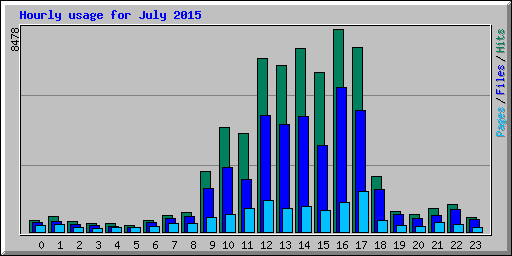 Hourly usage for July 2015
8478
Pages / Files / Hits
0 1 2 3 4 5 6 7 8 9 10 11 12 13 14 15 16 17 18 19 20 21 22 23